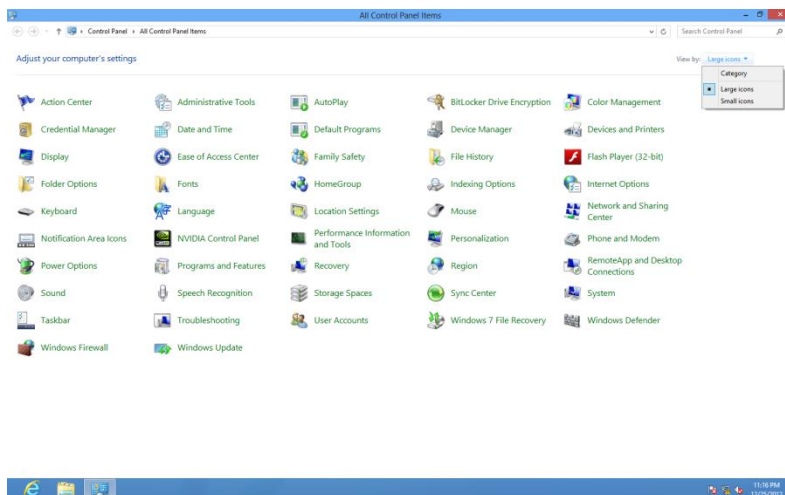 All Control Panel Items
Control Panel All Control Panel Items Search Control Panel
Adjust your computer's settings View by: Large icons
Category
Large icons
Small icons
Action Center Administrative Tools AutoPlay BitLocker Drive Encryption Color Management
Credential Manager Date and Time Default Programs Device Manager Devices and Printers
Display Ease of Access Center Family Safety File History Flash Player (32-bit)
Folder Options Fonts HomeGroup Indexing Options Internet Options
Keyboard Language Location Settings Mouse Network and Sharing
Center
Notification Area Icons NVIDIA Control Panel Performance Information
and Tools Personalization Phone and Modem
Power Options Programs and Features Recovery Region RemoteApp and Desktop
Connections
Sound Speech Recognition Storage Spaces Sync Center System
Taskbar Troubleshooting User Accounts Windows 7 File Recovery Windows Defender
Windows Firewall Windows Update
11:16 PM
12/25/2012